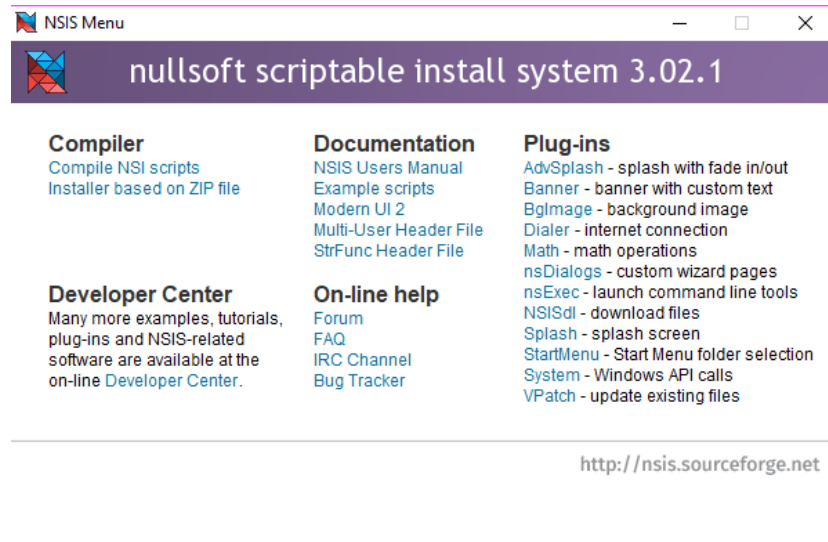 NSIS Menu
nullsoft scriptable install system 3.02.1
Compiler
Compile NSI scripts
Installer based on ZIP file
Documentation
NSIS Users Manual
Example scripts
Modern UI 2
Multi-User Header File
StrFunc Header File
Plug-ins
AdvSplash - splash with fade in/out
Banner - banner with custom text
BgImage - background image
Dialer - internet connection
Math - math operations
nsDialogs - custom wizard pages
nsExec - launch command line tools
NSISdl - download files
Splash - splash screen
StartMenu - Start Menu folder selection
System - Windows API calls
VPatch - update existing files
Developer Center
Many more examples, tutorials,
plug-ins and NSIS-related
software are available at the
on-line Developer Center.
On-line help
Forum
FAQ
IRC Channel
Bug Tracker
http://nsis.sourceforge.net